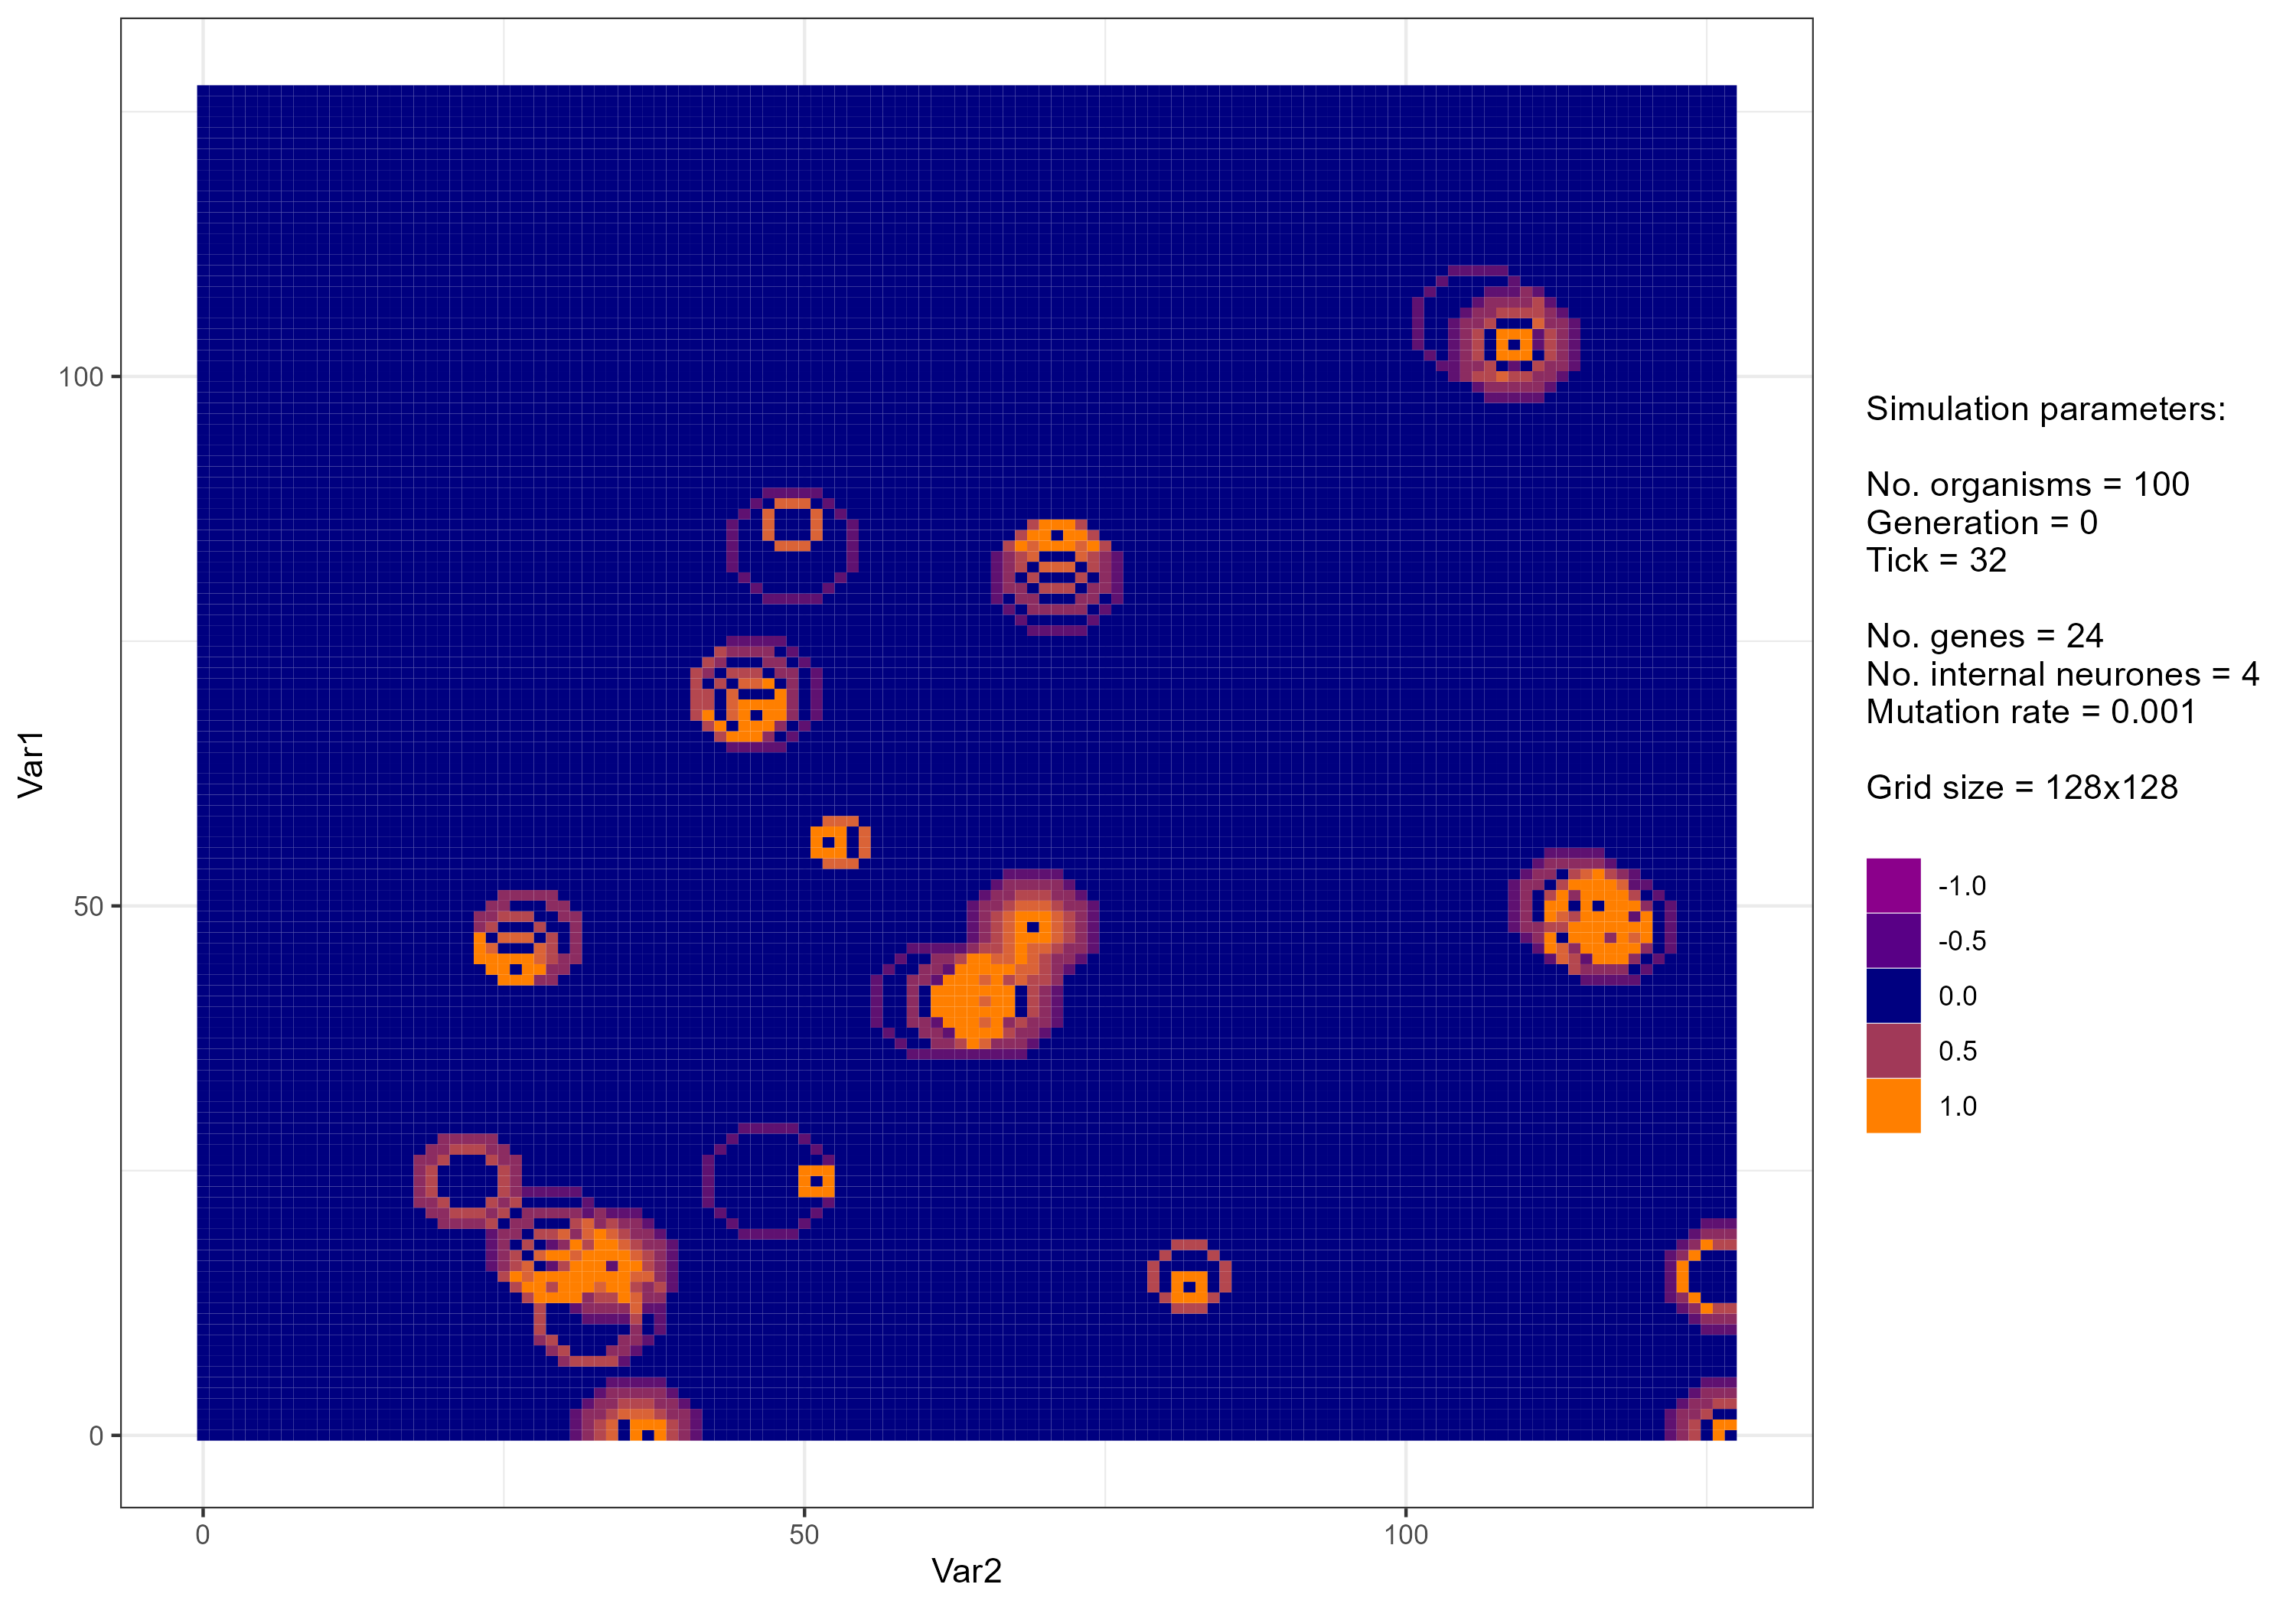 100
50
0
Var1
0
50
100
Var2
Simulation parameters:
No. organisms = 100
Generation = 0
Tick = 32
No. genes = 24
No. internal neurones = 4
Mutation rate = 0.001
Grid size = 128x128
-1.0
-0.5
0.0
0.5
1.0